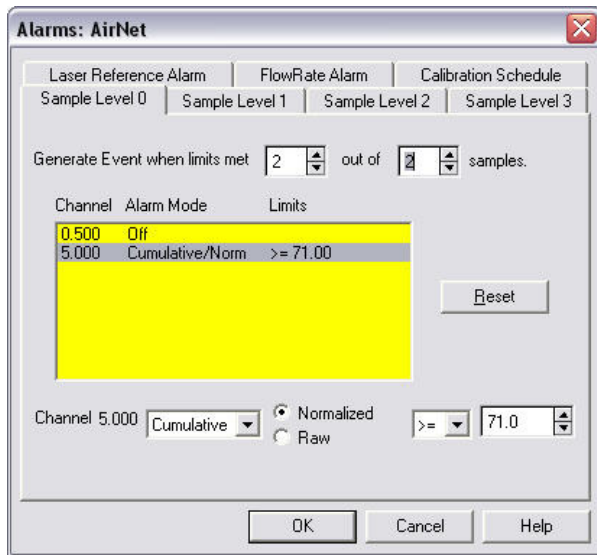 Alarms: AirNet
Laser Reference Alarm FlowRate Alarm Calibration Schedule
Sample Level 0 Sample Level 1 Sample Level 2 Sample Level 3
Generate Event when limits met 2 out of 2 samples.
Channel Alarm Mode Limits
0.500 Off
5.000 Cumulative/Norm >= 71.00
Reset
Channel 5.000 Cumulative Normalized >= 71.0
Raw
OK Cancel Help